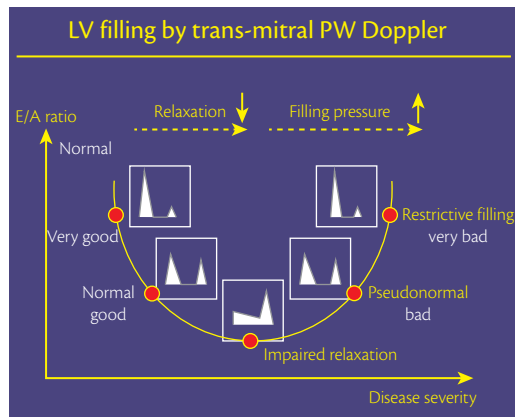 LV filling by trans-mitral PW Doppler
Relaxation
Filling pressure
E/A ratio
Normal
Very good
Restrictive filling
very bad
Normal
good
Pseudonormal
bad
Impaired relaxation
Disease severity